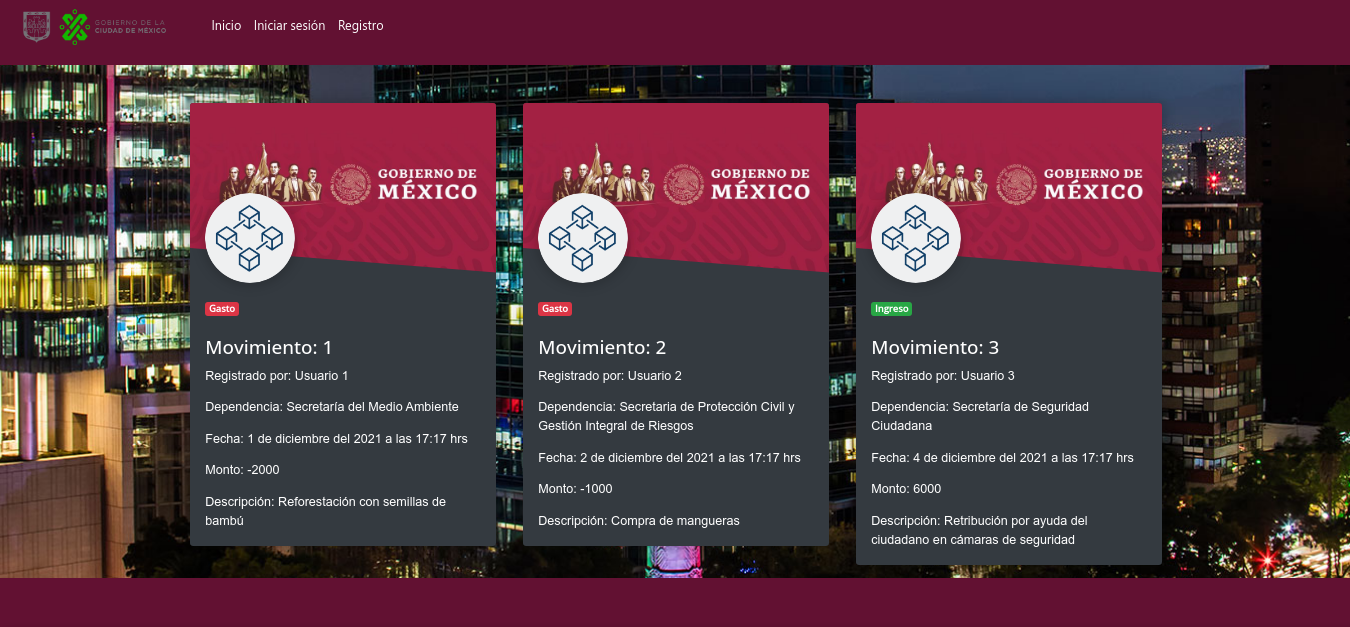 GOBIERNO DE LA
CIUDAD DE MÉXICO
Inicio Iniciar sesión Registro
GOBIERNO DE
MÉXICO
Gasto
Movimiento: 1
Registrado por: Usuario 1
Dependencia: Secretaría del Medio Ambiente
Fecha: 1 de diciembre del 2021 a las 17:17 hrs
Monto: -2000
Descripción: Reforestación con semillas de
bambú
GOBIERNO DE
MÉXICO
Gasto
Movimiento: 2
Registrado por: Usuario 2
Dependencia: Secretaria de Protección Civil y
Gestión Integral de Riesgos
Fecha: 2 de diciembre del 2021 a las 17:17 hrs
Monto: -1000
Descripción: Compra de mangueras
GOBIERNO DE
MÉXICO
Ingreso
Movimiento: 3
Registrado por: Usuario 3
Dependencia: Secretaría de Seguridad
Ciudadana
Fecha: 4 de diciembre del 2021 a las 17:17 hrs
Monto: 6000
Descripción: Retribución por ayuda del
ciudadano en cámaras de seguridad